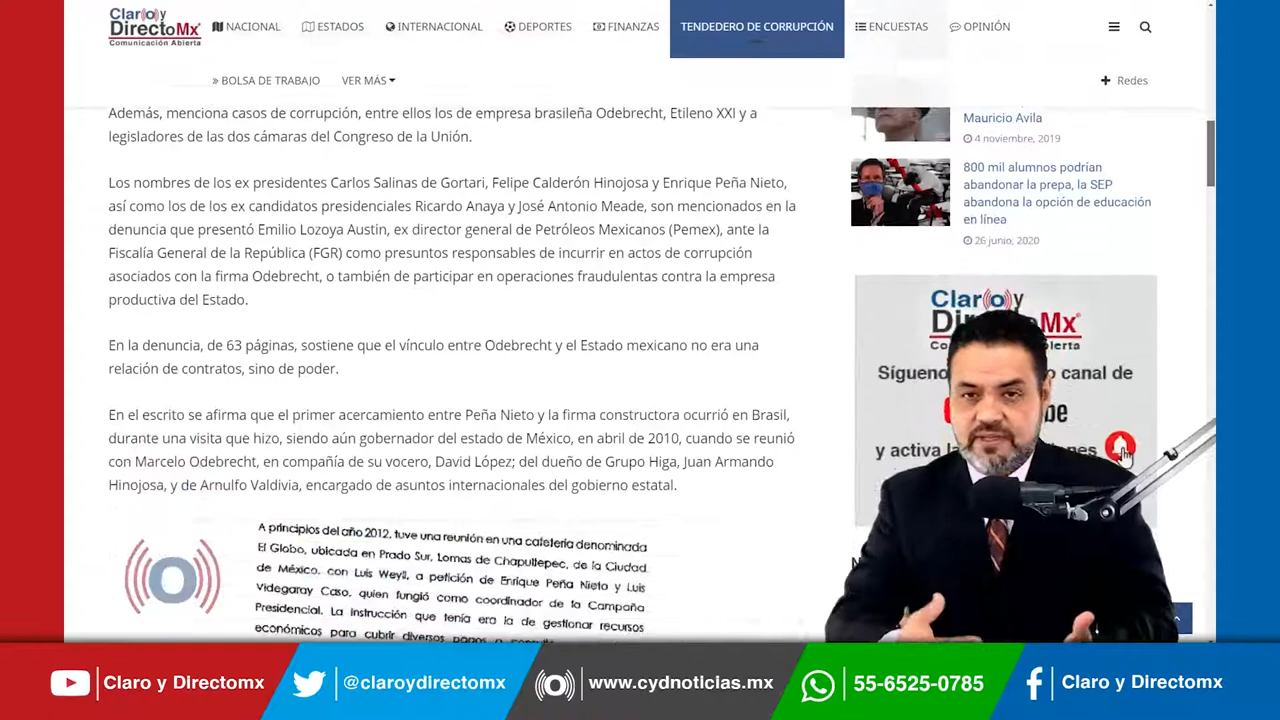 Claro y
DirectoMx
Comunicación Abierta
NACIONAL
ESTADOS
INTERNACIONAL
DEPORTES
FINANZAS
TENDEDERO DE CORRUPCIÓN
ENCUESTAS
OPINIÓN
» BOLSA DE TRABAJO
VER MÁS
+ Redes
Además, menciona casos de corrupción, entre ellos los de empresa brasileña Odebrecht, Etileno XXI y a
legisladores de las dos cámaras del Congreso de la Unión.
Los nombres de los ex presidentes Carlos Salinas de Gortari, Felipe Calderón Hinojosa y Enrique Peña Nieto,
así como los de los ex candidatos presidenciales Ricardo Anaya y José Antonio Meade, son mencionados en la
denuncia que presentó Emilio Lozoya Austin, ex director general de Petróleos Mexicanos (Pemex), ante la
Fiscalía General de la República (FGR) como presuntos responsables de incurrir en actos de corrupción
asociados con la firma Odebrecht, o también de participar en operaciones fraudulentas contra la empresa
productiva del Estado.
En la denuncia, de 63 páginas, sostiene que el vínculo entre Odebrecht y el Estado mexicano no era una
relación de contratos, sino de poder.
En el escrito se afirma que el primer acercamiento entre Peña Nieto y la firma constructora ocurrió en Brasil,
durante una visita que hizo, siendo aún gobernador del estado de México, en abril de 2010, cuando se reunió
con Marcelo Odebrecht, en compañía de su vocero, David López; del dueño de Grupo Higa, Juan Armando
Hinojosa, y de Arnulfo Valdivia, encargado de asuntos internacionales del gobierno estatal.
A principios del año 2012, tuve una reunión en una cafetería denominada
El Globo, ubicada en Prado Sur, Lomas de Chapultepec, de la Ciudad
de México, con Luis Weyll, a petición de Enrique Peña Nieto y Luis
Videgaray Caso, quien fungió como coordinador de la Campaña
Presidencial. La instrucción que tenía era la de gestionar recursos
económicos para cubrir diversos pagos a
Mauricio Avila
4 noviembre, 2019
800 mil alumnos podrían
abandonar la prepa, la SEP
abandona la opción de educación
en línea
26 junio, 2020
Claro y
Mx
canal de
y activa
Claro y Directomx
@claroydirectomx
www.cydnoticias.mx
55-6525-0785
Claro y Directomx